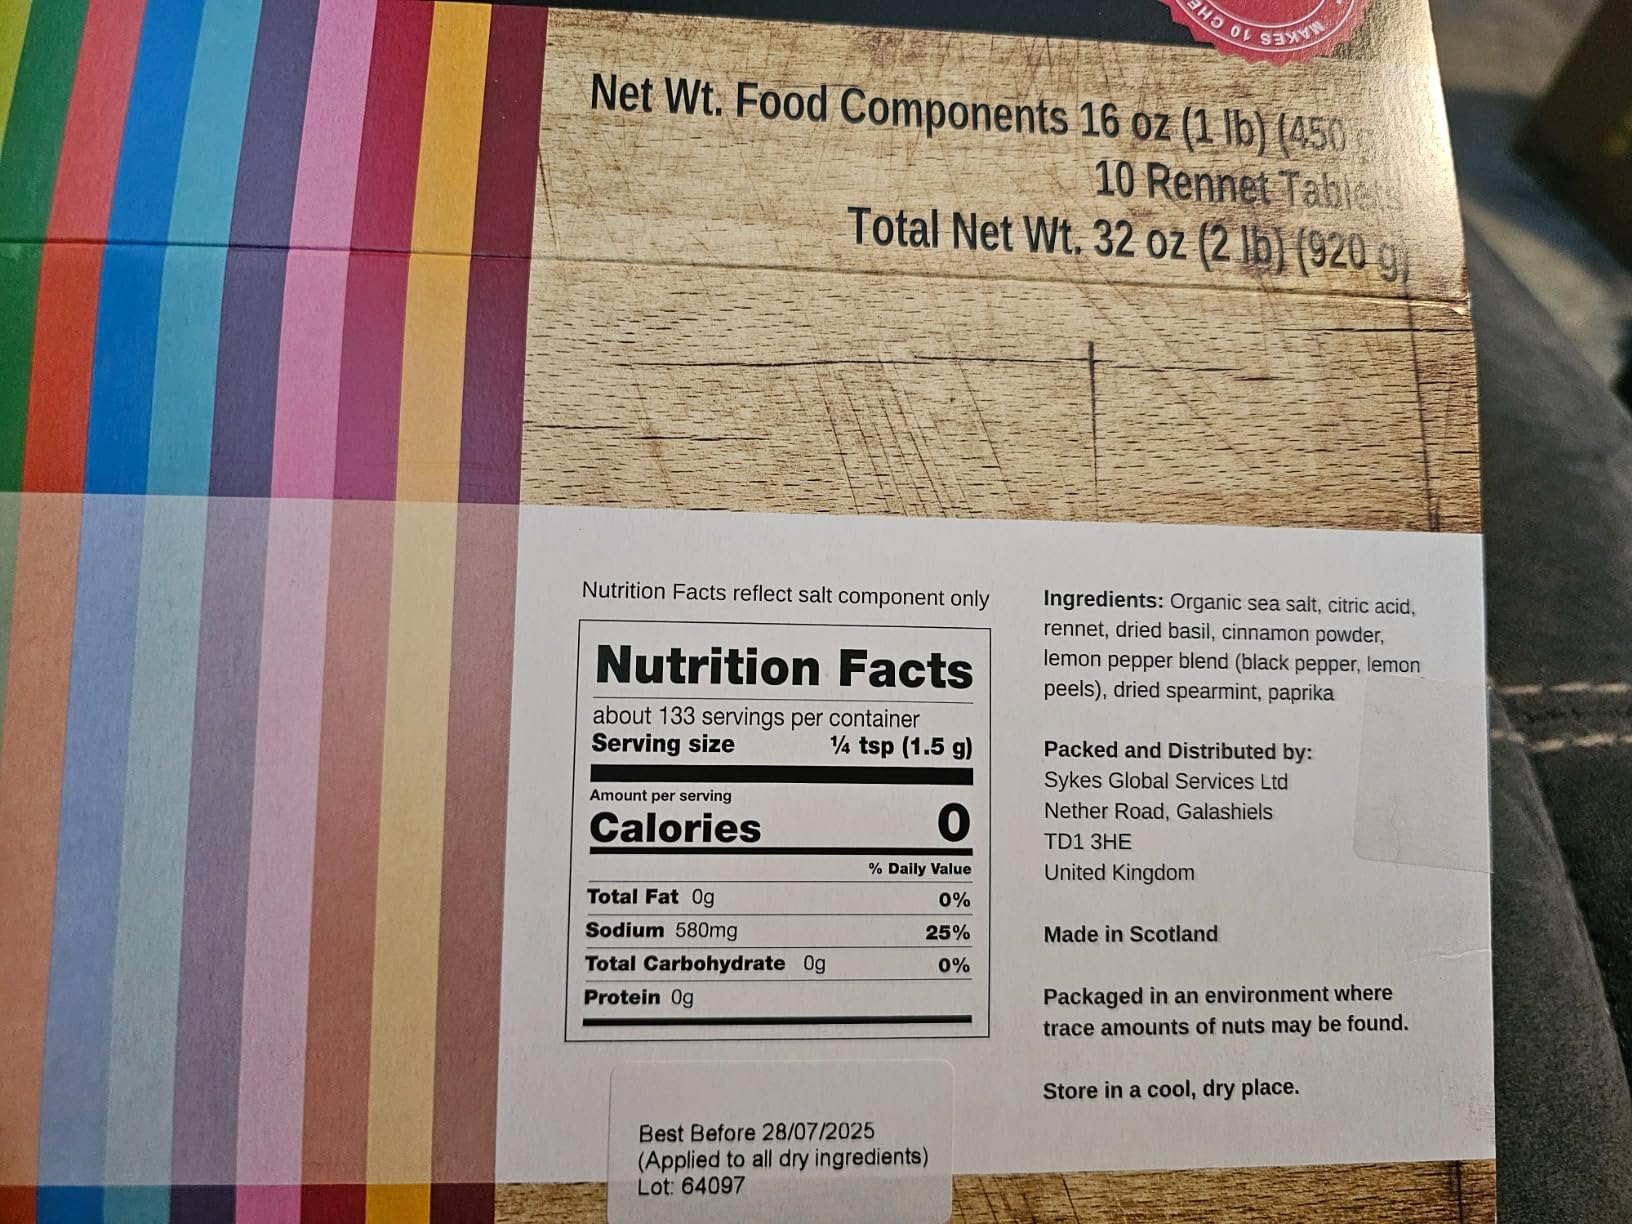 MAKES 10 CHE
Net Wt. Food Components 16 oz (1 lb) (450
10 Rennet Tablets
Total Net Wt. 32 oz (2 lb) (920 g)
Nutrition Facts reflect salt component only
Nutrition Facts
about 133 servings per container
Serving size ¼ tsp (1.5 g)
Amount per serving
Calories 0
% Daily Value
Total Fat 0g 0%
Sodium 580mg 25%
Total Carbohydrate 0g 0%
Protein 0g
Best Before 28/07/2025
(Applied to all dry ingredients)
Lot: 64097
Ingredients: Organic sea salt, citric acid,
rennet, dried basil, cinnamon powder,
lemon pepper blend (black pepper, lemon
peels), dried spearmint, paprika
Packed and Distributed by:
Sykes Global Services Ltd
Nether Road, Galashiels
TD1 3HE
United Kingdom
Made in Scotland
Packaged in an environment where
trace amounts of nuts may be found.
Store in a cool, dry place.